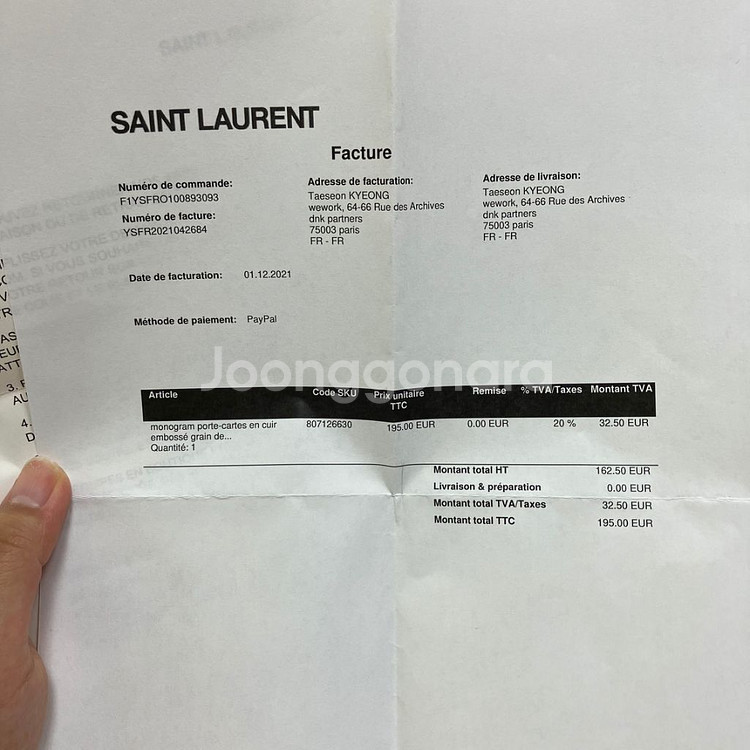 SAINT LAURENT
Facture
Numéro de commande:
F1YSFRO100893093
Numéro de facture:
YSFR2021042684
Adresse de facturation:
Taeseon KYEONG
wework, 64-66 Rue des Archives
dnk partners
75003 paris
FR - FR
Adresse de livraison:
Taeseon KYEONG
wework, 64-66 Rue des Archives
dnk partners
75003 paris
FR - FR
Date de facturation: 01.12.2021
Méthode de paiement: PayPal
Joonggonara
Article Code SKU Prix unitaire TTC Remise % TVA/Taxes Montant TVA
monogram porte-cartes en cuir 807126630 195.00 EUR 0.00 EUR 20 % 32.50 EUR
embossé grain de...
Quantité: 1
Montant total HT 162.50 EUR
Livraison & préparation 0.00 EUR
Montant total TVA/Taxes 32.50 EUR
Montant total TTC 195.00 EUR